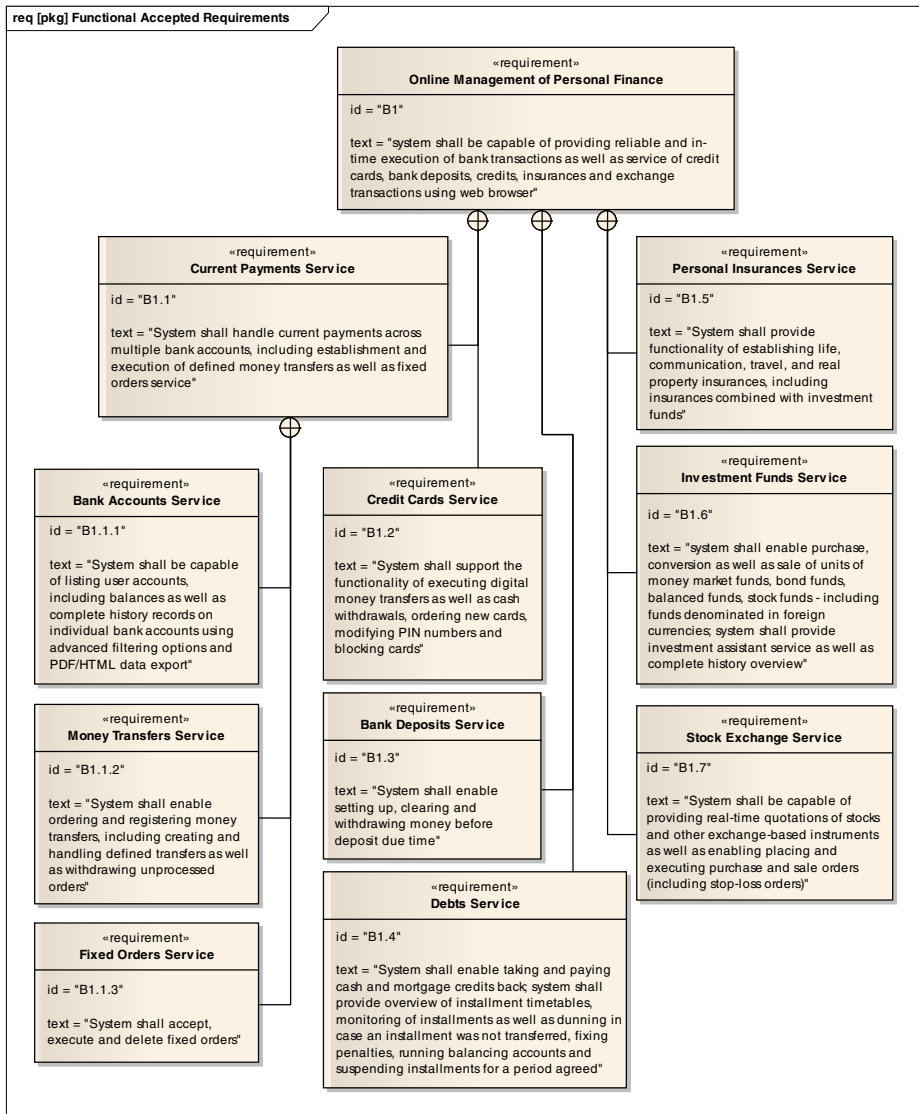 req [pkg] Functional Accepted Requirements
«requirement»
Online Management of Personal Finance
id = "B1"
text = "system shall be capable of providing reliable and in-
time execution of bank transactions as well as service of credit
cards, bank deposits, credits, insurances and exchange
transactions using web browser"
«requirement»
Current Payments Service
id = "B1.1"
text = "System shall handle current payments across
multiple bank accounts, including establishment and
execution of defined money transfers as well as fixed
orders service"
«requirement»
Personal Insurances Service
id = "B1.5"
text = "System shall provide
functionality of establishing life,
communication, travel, and real
property insurances, including
insurances combined with investment
funds"
«requirement»
Bank Accounts Service
id = "B1.1.1"
text = "System shall be capable
of listing user accounts,
including balances as well as
complete history records on
individual bank accounts using
advanced filtering options and
PDF/HTML data export"
«requirement»
Credit Cards Service
id = "B1.2"
text = "System shall support the
functionality of executing digital
money transfers as well as cash
withdrawals, ordering new cards,
modifying PIN numbers and
blocking cards"
«requirement»
Investment Funds Service
id = "B1.6"
text = "system shall enable purchase,
conversion as well as sale of units of
money market funds, bond funds,
balanced funds, stock funds - including
funds denominated in foreign
currencies; system shall provide
investment assistant service as well as
complete history overview"
«requirement»
Money Transfers Service
id = "B1.1.2"
text = "System shall enable
ordering and registering money
transfers, including creating and
handling defined transfers as well
as withdrawing unprocessed
orders"
«requirement»
Bank Deposits Service
id = "B1.3"
text = "System shall enable
setting up, clearing and
withdrawing money before
deposit due time"
«requirement»
Stock Exchange Service
id = "B1.7"
text = "System shall be capable of
providing real-time quotations of stocks
and other exchange-based instruments
as well as enabling placing and
executing purchase and sale orders
(including stop-loss orders)"
«requirement»
Fixed Orders Service
id = "B1.1.3"
text = "System shall accept,
execute and delete fixed orders"
«requirement»
Debts Service
id = "B1.4"
text = "System shall enable taking and paying
cash and mortgage credits back; system shall
provide overview of installment timetables,
monitoring of installments as well as dunning in
case an installment was not transferred, fixing
penalties, running balancing accounts and
suspending installments for a period agreed"